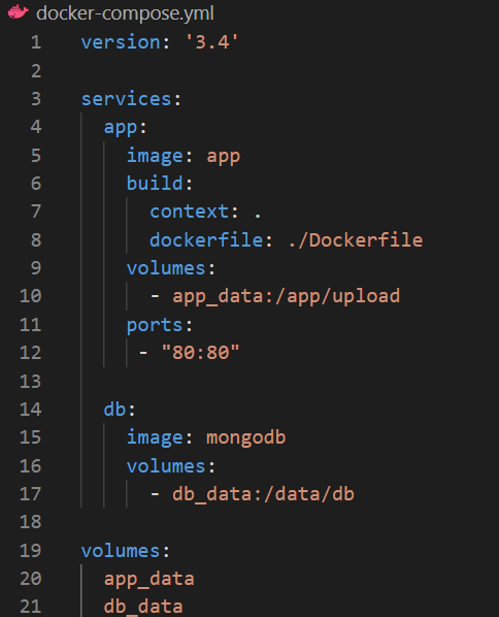 docker-compose.yml
1 version: '3.4'
2
3 services:
4   app:
5     image: app
6     build:
7       context: .
8       dockerfile: ./Dockerfile
9     volumes:
10       - app_data:/app/upload
11     ports:
12      - "80:80"
13
14   db:
15     image: mongodb
16     volumes:
17       - db_data:/data/db
18
19 volumes:
20   app_data
21   db_data